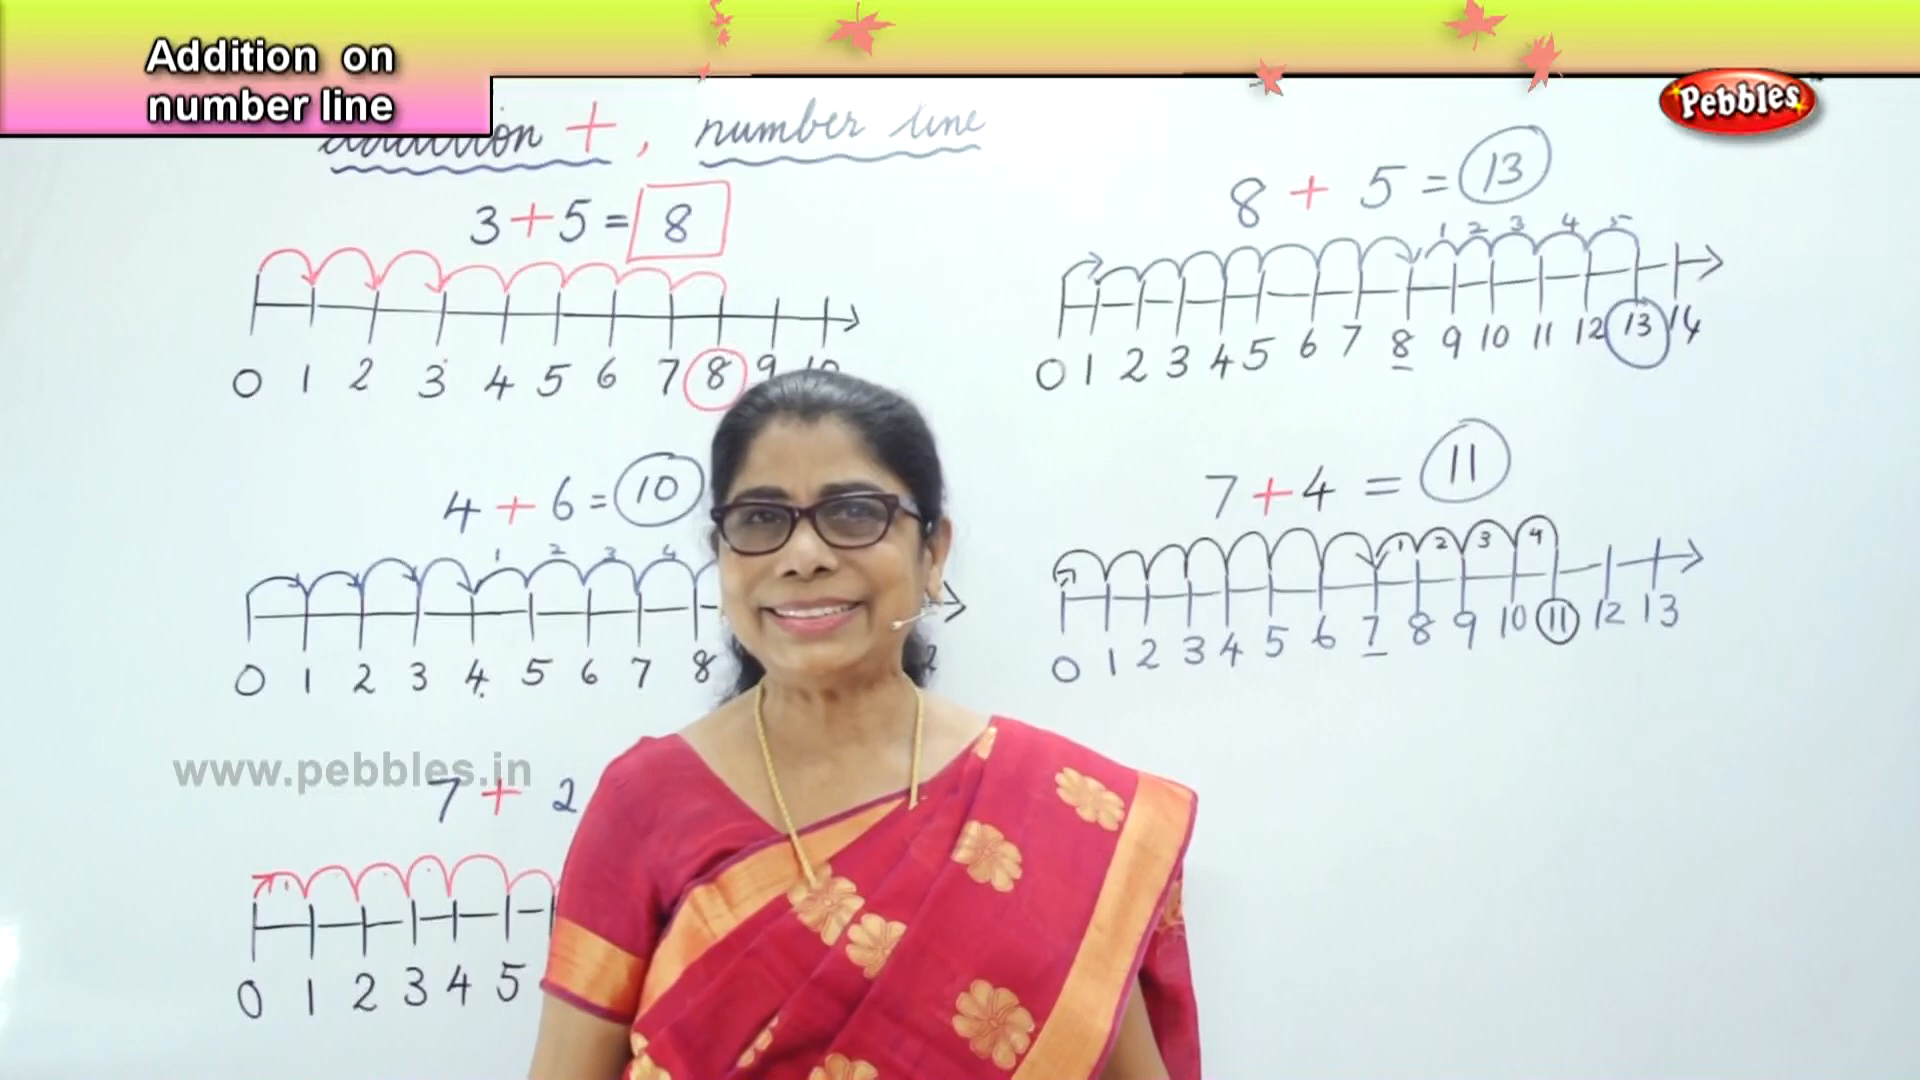 Addition on
number line
Pebbles
addition +, number line
3 + 5 = 8
0 1 2 3 4 5 6 7 8 9 10
4 + 6 = 10
1 2 3 4
0 1 2 3 4 5 6 7 8
www.pebbles.in
7 + 2
0 1 2 3 4 5
8 + 5 = 13
1 2 3 4 5
0 1 2 3 4 5 6 7 8 9 10 11 12 13 14
7 + 4 = 11
1 2 3 4
0 1 2 3 4 5 6 7 8 9 10 11 12 13